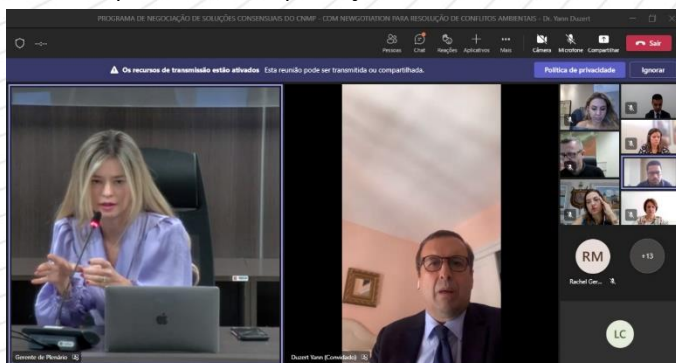 PROGRAMA DE NEGOCIAÇÃO DE SOLUÇÕES CONSENSUAIS DO CNMP - COM NEWGOTIATION PARA RESOLUÇÃO DE CONFLITOS AMBIENTAIS - Dr. Yann Duzert
Pessoas Chat Reações Aplicativos Mais Câmera Microfone Compartilhar Sair
Os recursos de transmissão estão ativados Esta reunião pode ser transmitida ou compartilhada. Política de privacidade Ignorar
RM
+13
Rachel Ger...
LC
Gerente de Plenário
Duzert Yann (Convidado)